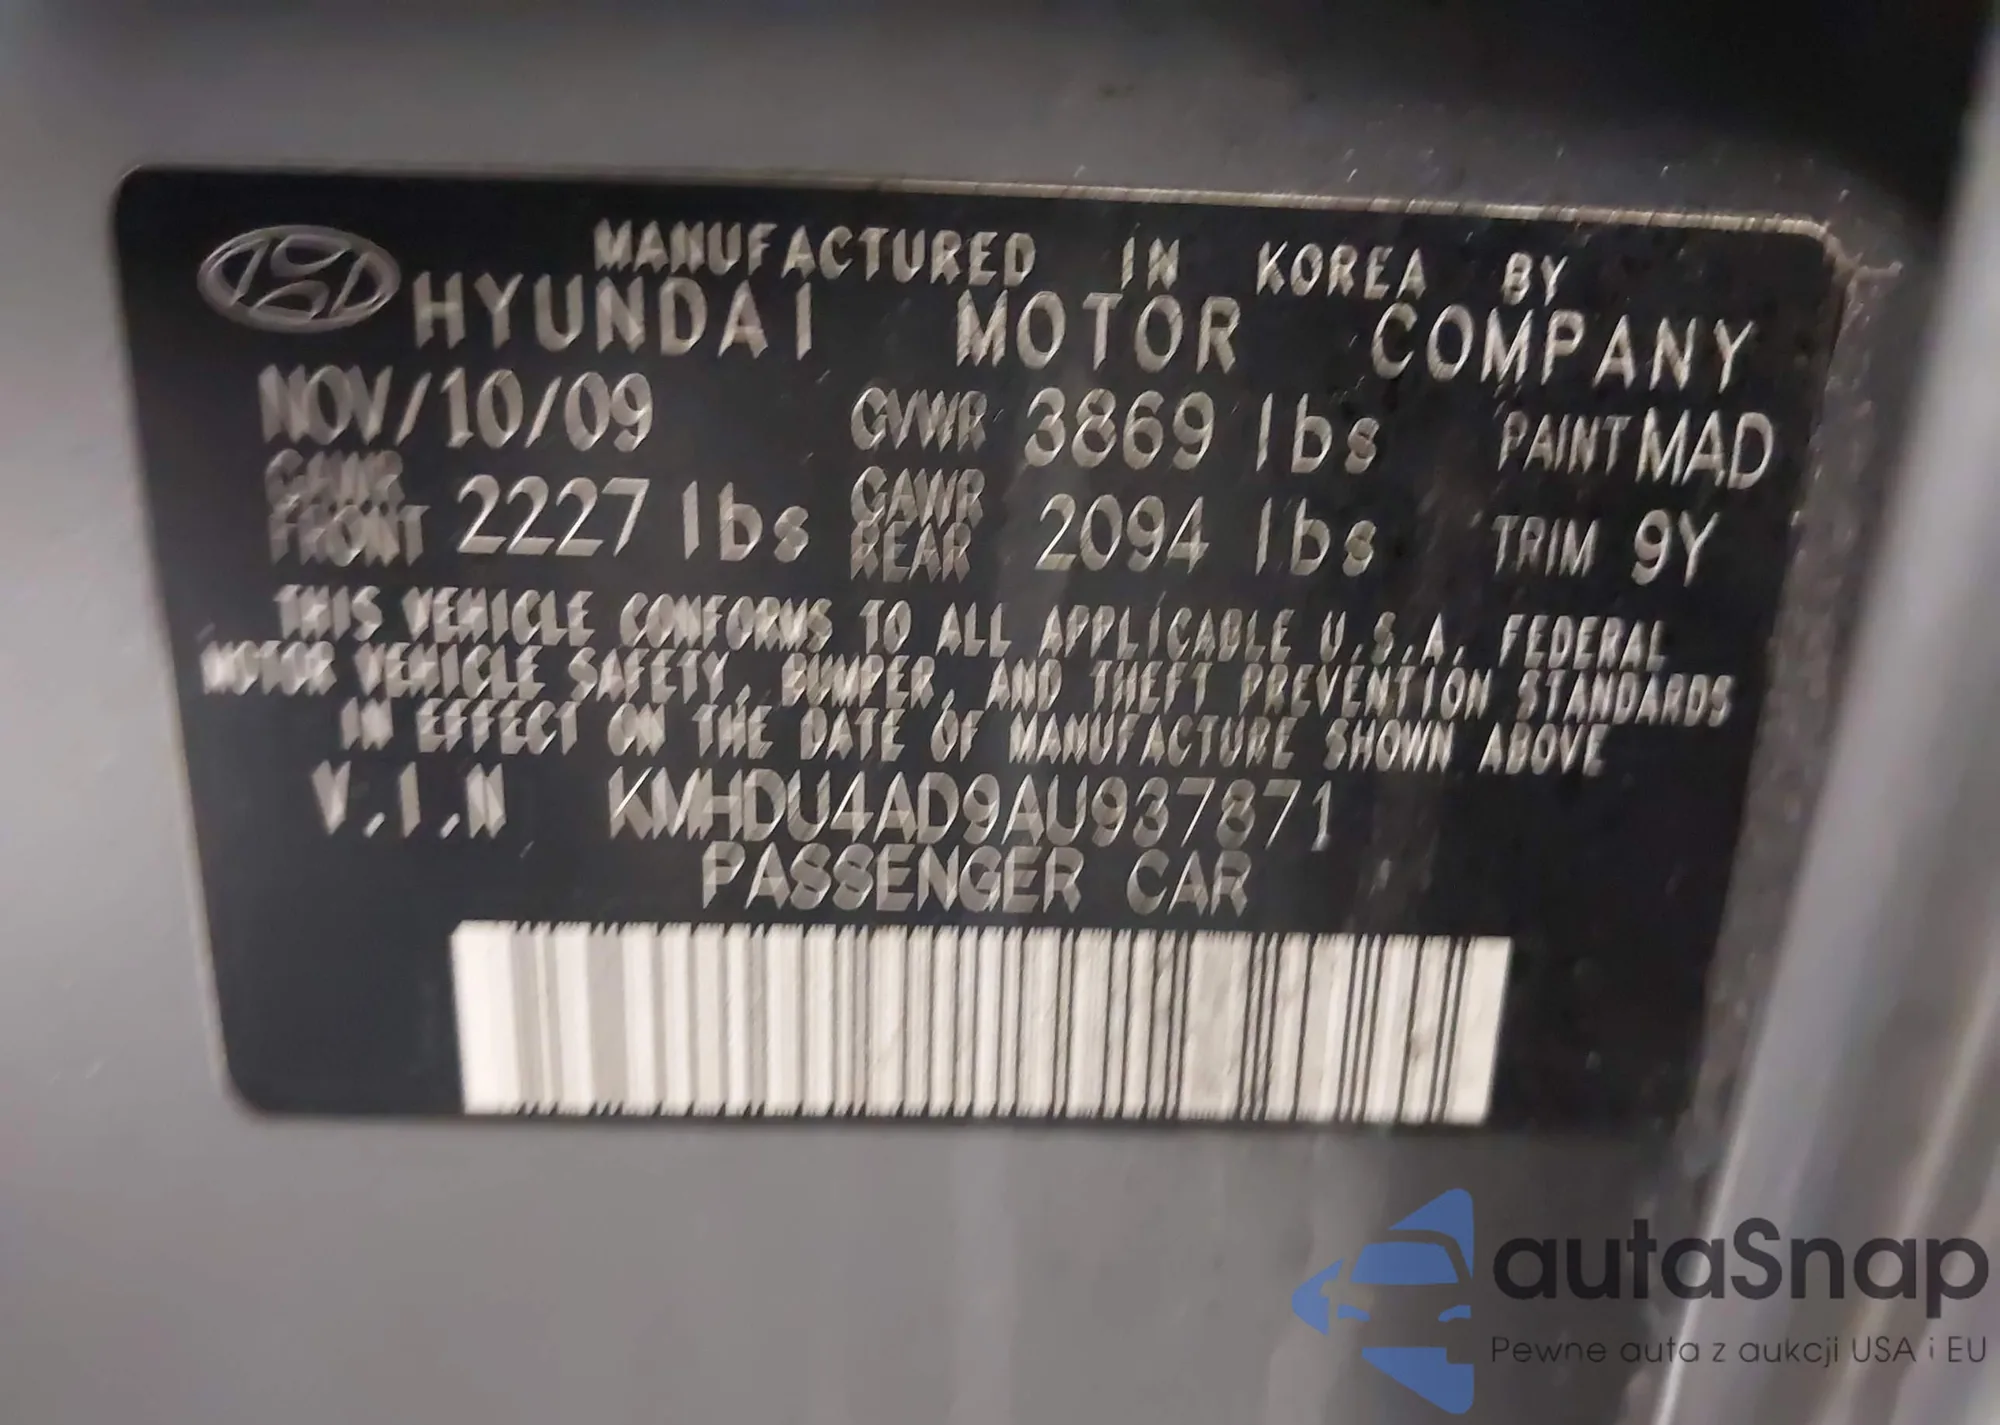 MANUFACTURED IN KOREA BY
HYUNDAI MOTOR COMPANY
NOV/10/09 GVWR 3869 lbs PAINT MAD
GAWR FRONT 2227 lbs GAWR REAR 2094 lbs TRIM 9Y
THIS VEHICLE CONFORMS TO ALL APPLICABLE U.S.A. FEDERAL
MOTOR VEHICLE SAFETY, BUMPER, AND THEFT PREVENTION STANDARDS
IN EFFECT ON THE DATE OF MANUFACTURE SHOWN ABOVE
V.I.N KMHDU4AD9AU937871
PASSENGER CAR
autaSnap
Pewne auta z aukcji USA i EU